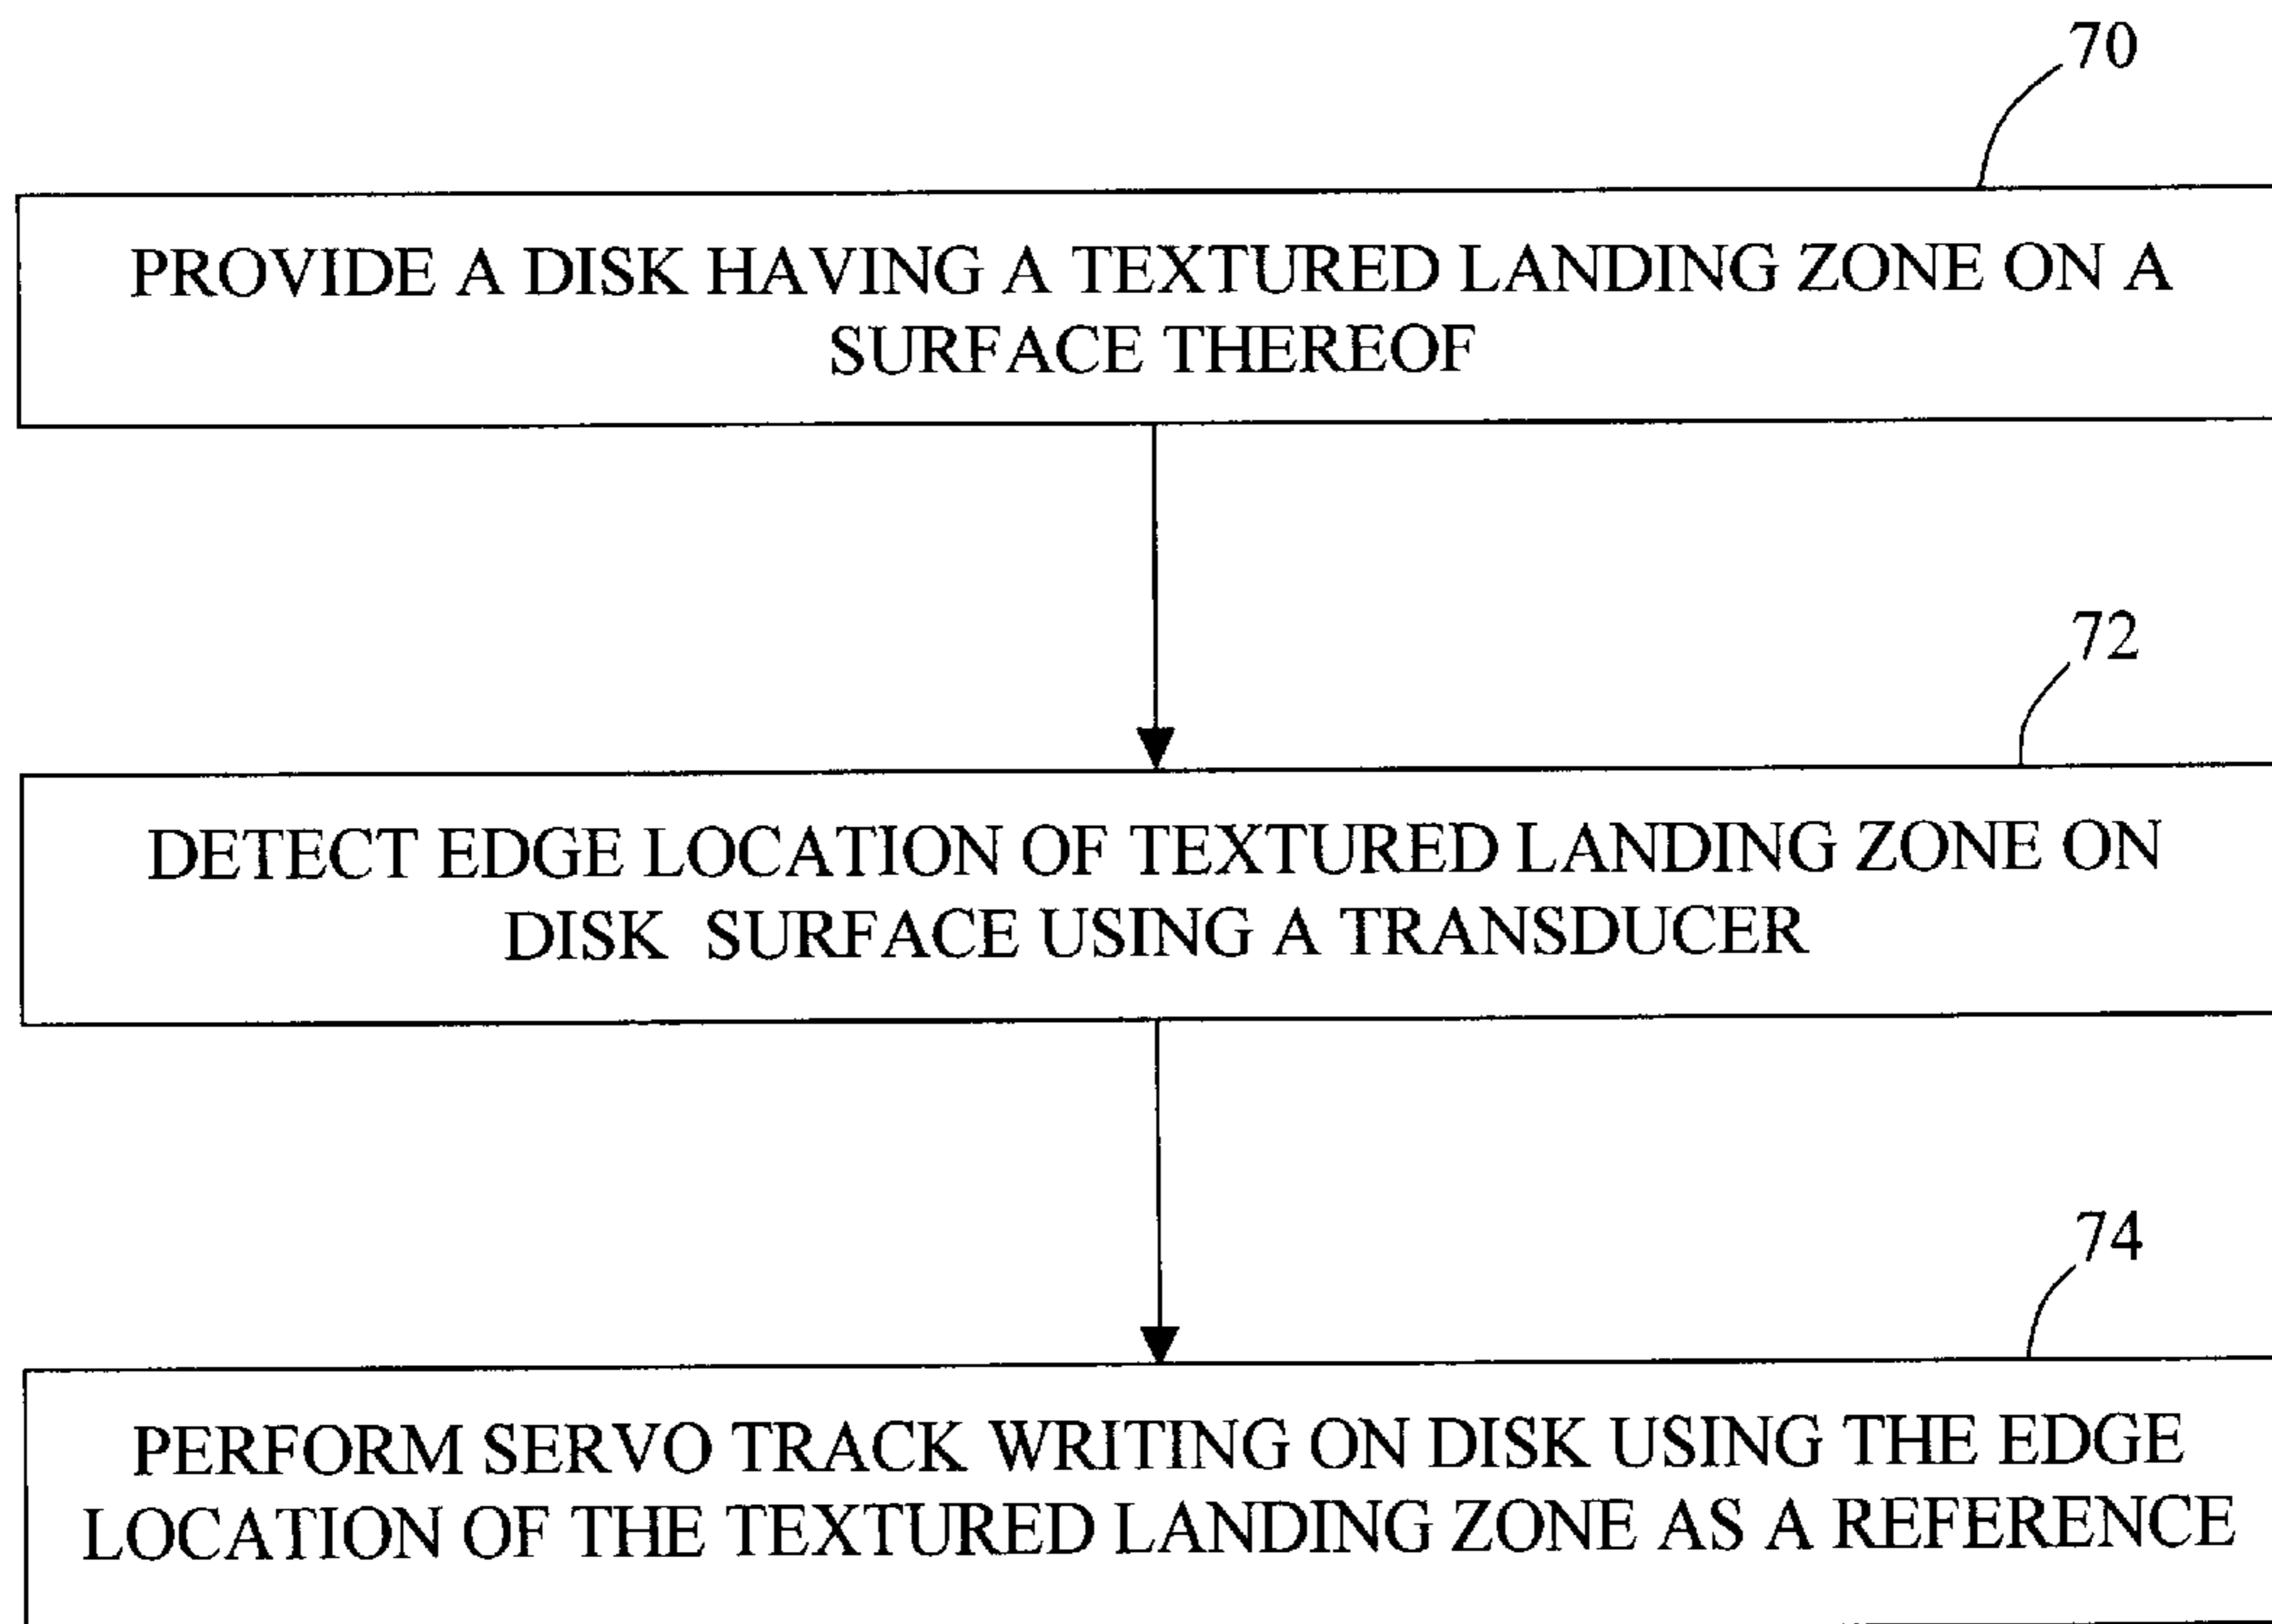 70
PROVIDE A DISK HAVING A TEXTURED LANDING ZONE ON A
SURFACE THEREOF
72
DETECT EDGE LOCATION OF TEXTURED LANDING ZONE ON
DISK SURFACE USING A TRANSDUCER
74
PERFORM SERVO TRACK WRITING ON DISK USING THE EDGE
LOCATION OF THE TEXTURED LANDING ZONE AS A REFERENCE